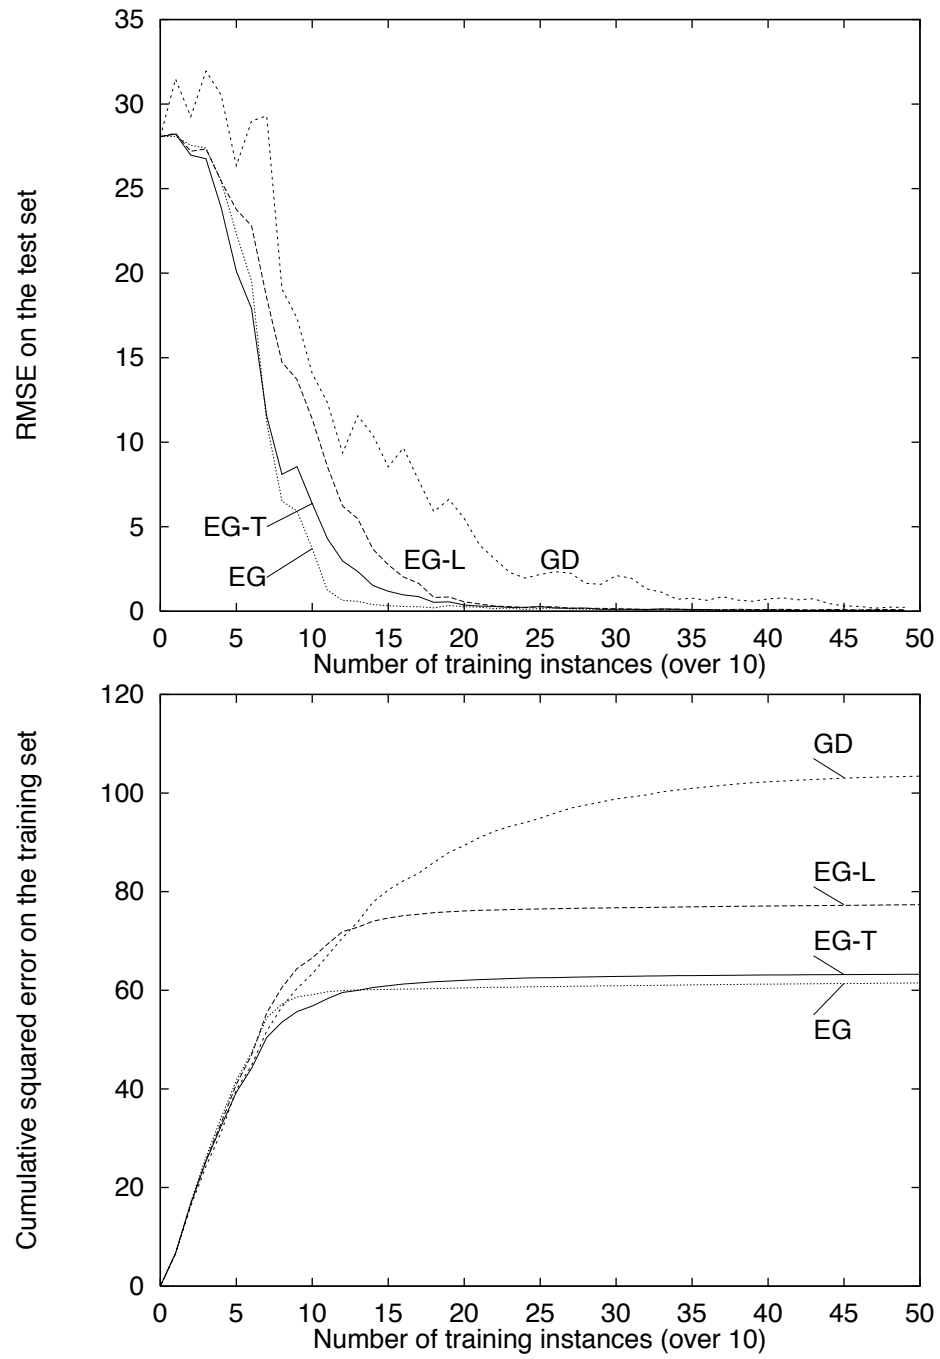 RMSE on the test set
35
30
25
20
15
10
5
0
EG-T
EG
EG-L
GD
0 5 10 15 20 25 30 35 40 45 50
Number of training instances (over 10)
Cumulative squared error on the training set
120
100
80
60
40
20
0
GD
EG-L
EG-T
EG
0 5 10 15 20 25 30 35 40 45 50
Number of training instances (over 10)